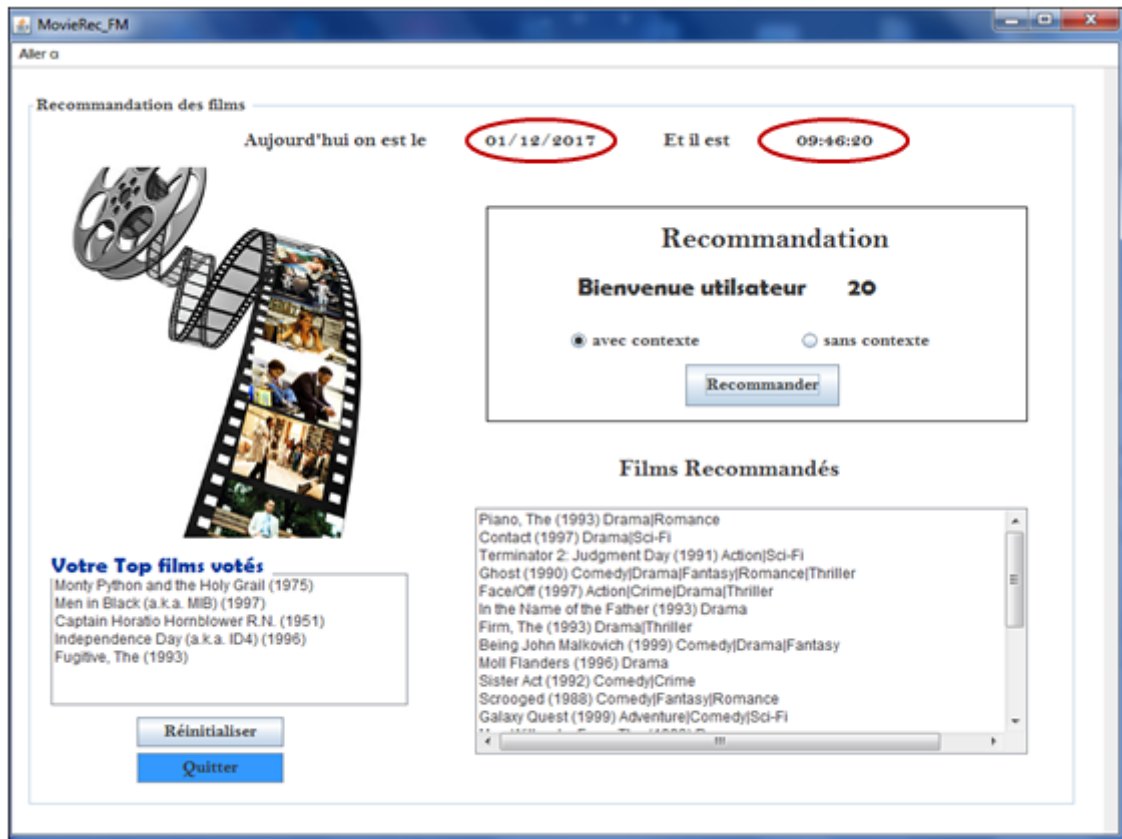 MovieRec_FM
Aller a
Recommandation des films
Aujourd'hui on est le 01/12/2017 Et il est 09:46:20
Recommandation
Bienvenue utilsateur 20
avec contexte sans contexte
Recommander
Films Recommandés
Piano, The (1993) Drama|Romance
Contact (1997) Drama|Sci-Fi
Terminator 2: Judgment Day (1991) Action|Sci-Fi
Ghost (1990) Comedy|Drama|Fantasy|Romance|Thriller
Face/Off (1997) Action|Crime|Drama|Thriller
In the Name of the Father (1993) Drama
Firm, The (1993) Drama|Thriller
Being John Malkovich (1999) Comedy|Drama|Fantasy
Moll Flanders (1996) Drama
Sister Act (1992) Comedy|Crime
Scrooged (1988) Comedy|Fantasy|Romance
Galaxy Quest (1999) Adventure|Comedy|Sci-Fi
Votre Top films votés
Monty Python and the Holy Grail (1975)
Men in Black (a.k.a. MIB) (1997)
Captain Horatio Hornblower R.N. (1951)
Independence Day (a.k.a. ID4) (1996)
Fugitive, The (1993)
Réinitialiser
Quitter